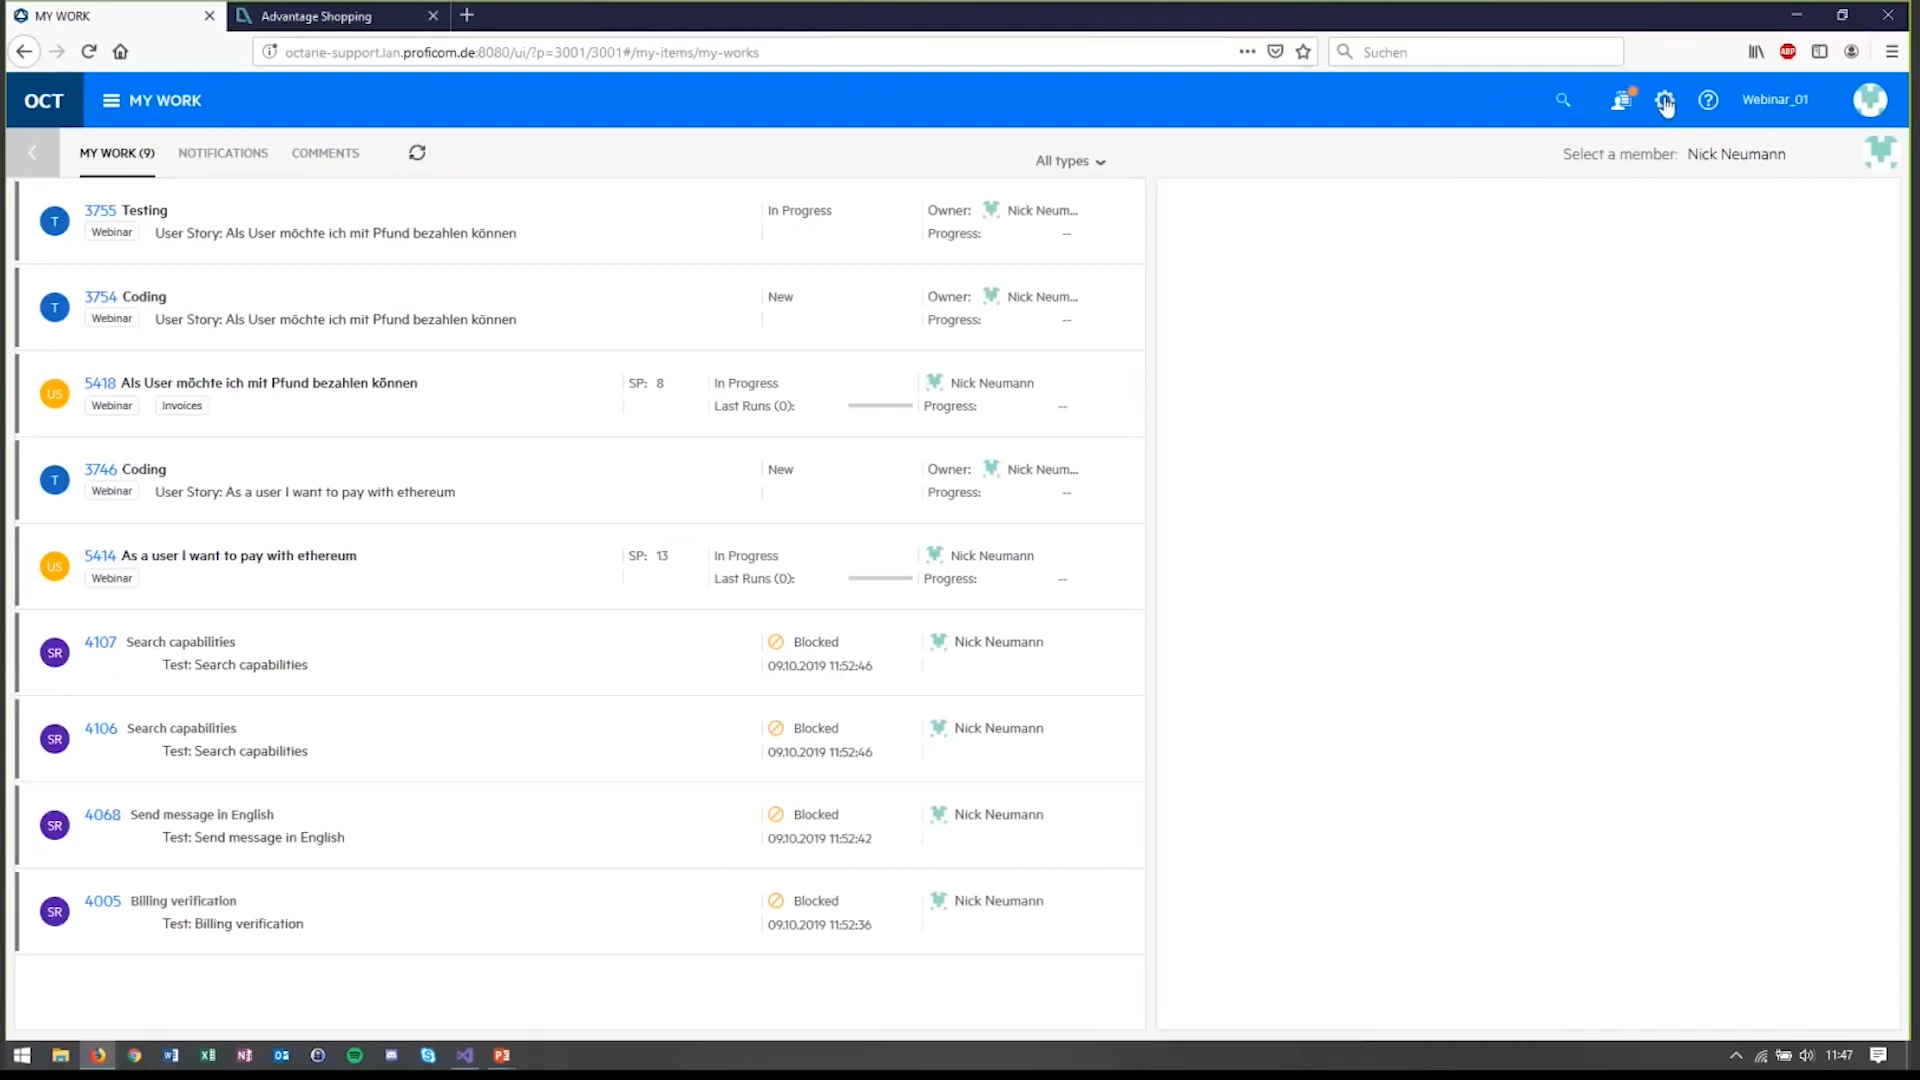 MY WORK
Advantage Shopping
octane-support.lan.proficom.de:8080/ui/?p=3001/3001#/my-items/my-works
Suchen
ABP
OCT
MY WORK
Webinar_01
MY WORK (9)
NOTIFICATIONS
COMMENTS
All types
Select a member: Nick Neumann
T
3755 Testing
Webinar
User Story: Als User möchte ich mit Pfund bezahlen können
In Progress
Owner: Nick Neum...
Progress: --
T
3754 Coding
Webinar
User Story: Als User möchte ich mit Pfund bezahlen können
New
Owner: Nick Neum...
Progress: --
US
5418 Als User möchte ich mit Pfund bezahlen können
Webinar
Invoices
SP: 8
In Progress
Last Runs (0):
Nick Neumann
Progress: --
T
3746 Coding
Webinar
User Story: As a user I want to pay with ethereum
New
Owner: Nick Neum...
Progress: --
US
5414 As a user I want to pay with ethereum
Webinar
SP: 13
In Progress
Last Runs (0):
Nick Neumann
Progress: --
SR
4107 Search capabilities
Test: Search capabilities
Blocked
09.10.2019 11:52:46
Nick Neumann
SR
4106 Search capabilities
Test: Search capabilities
Blocked
09.10.2019 11:52:46
Nick Neumann
SR
4068 Send message in English
Test: Send message in English
Blocked
09.10.2019 11:52:42
Nick Neumann
SR
4005 Billing verification
Test: Billing verification
Blocked
09.10.2019 11:52:36
Nick Neumann
11:47